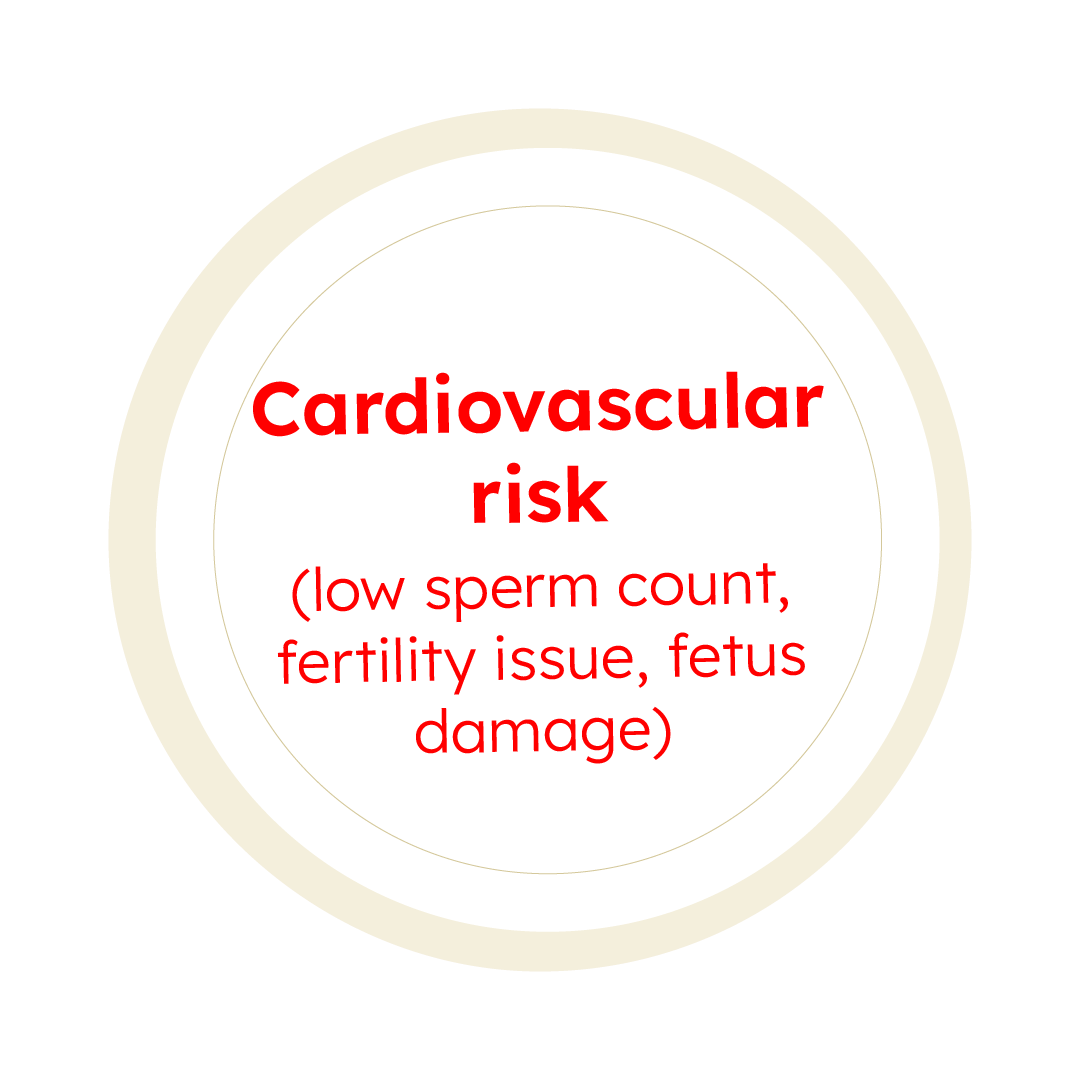 Cardiovascular
risk
(low sperm count,
fertility issue, fetus
damage)